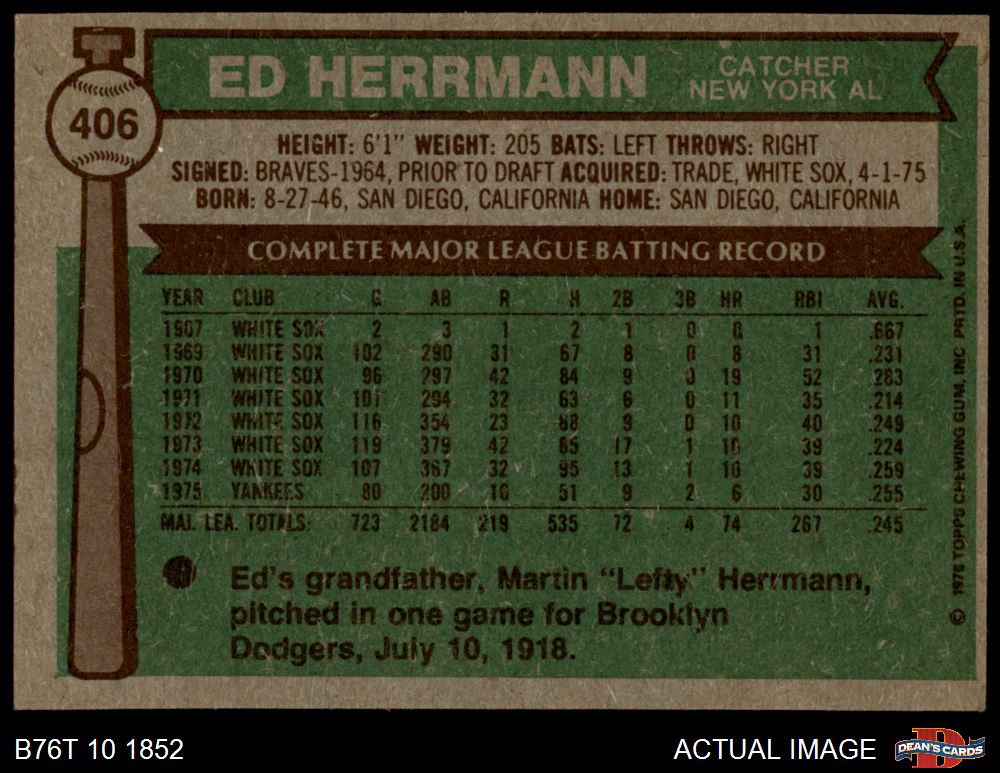 406
ED HERRMANN
CATCHER
NEW YORK AL
HEIGHT: 6'1" WEIGHT: 205 BATS: LEFT THROWS: RIGHT
SIGNED: BRAVES-1964, PRIOR TO DRAFT ACQUIRED: TRADE, WHITE SOX, 4-1-75
BORN: 8-27-46, SAN DIEGO, CALIFORNIA HOME: SAN DIEGO, CALIFORNIA
COMPLETE MAJOR LEAGUE BATTING RECORD
YEAR CLUB G AB R H 2B 3B HR RBI AVG.
1967 WHITE SOX 2 3 1 2 1 0 0 1 .667
1969 WHITE SOX 102 290 31 67 8 0 8 31 .231
1970 WHITE SOX 96 297 42 84 9 0 19 52 .283
1971 WHITE SOX 101 294 32 63 6 0 11 35 .214
1972 WHITE SOX 116 354 23 88 9 0 10 40 .249
1973 WHITE SOX 119 379 42 85 17 1 10 39 .224
1974 WHITE SOX 107 367 32 95 13 1 10 39 .259
1975 YANKEES 80 200 16 51 9 2 6 30 .255
MAJ. LEA. TOTALS: 723 2184 219 535 72 4 74 267 .245
Ed's grandfather, Martin "Lefty" Herrmann,
pitched in one game for Brooklyn
Dodgers, July 10, 1918.
© 1976 TOPPS CHEWING GUM, INC. PRTD. IN U.S.A.
B76T 10 1852
ACTUAL IMAGE
DEAN'S CARDS